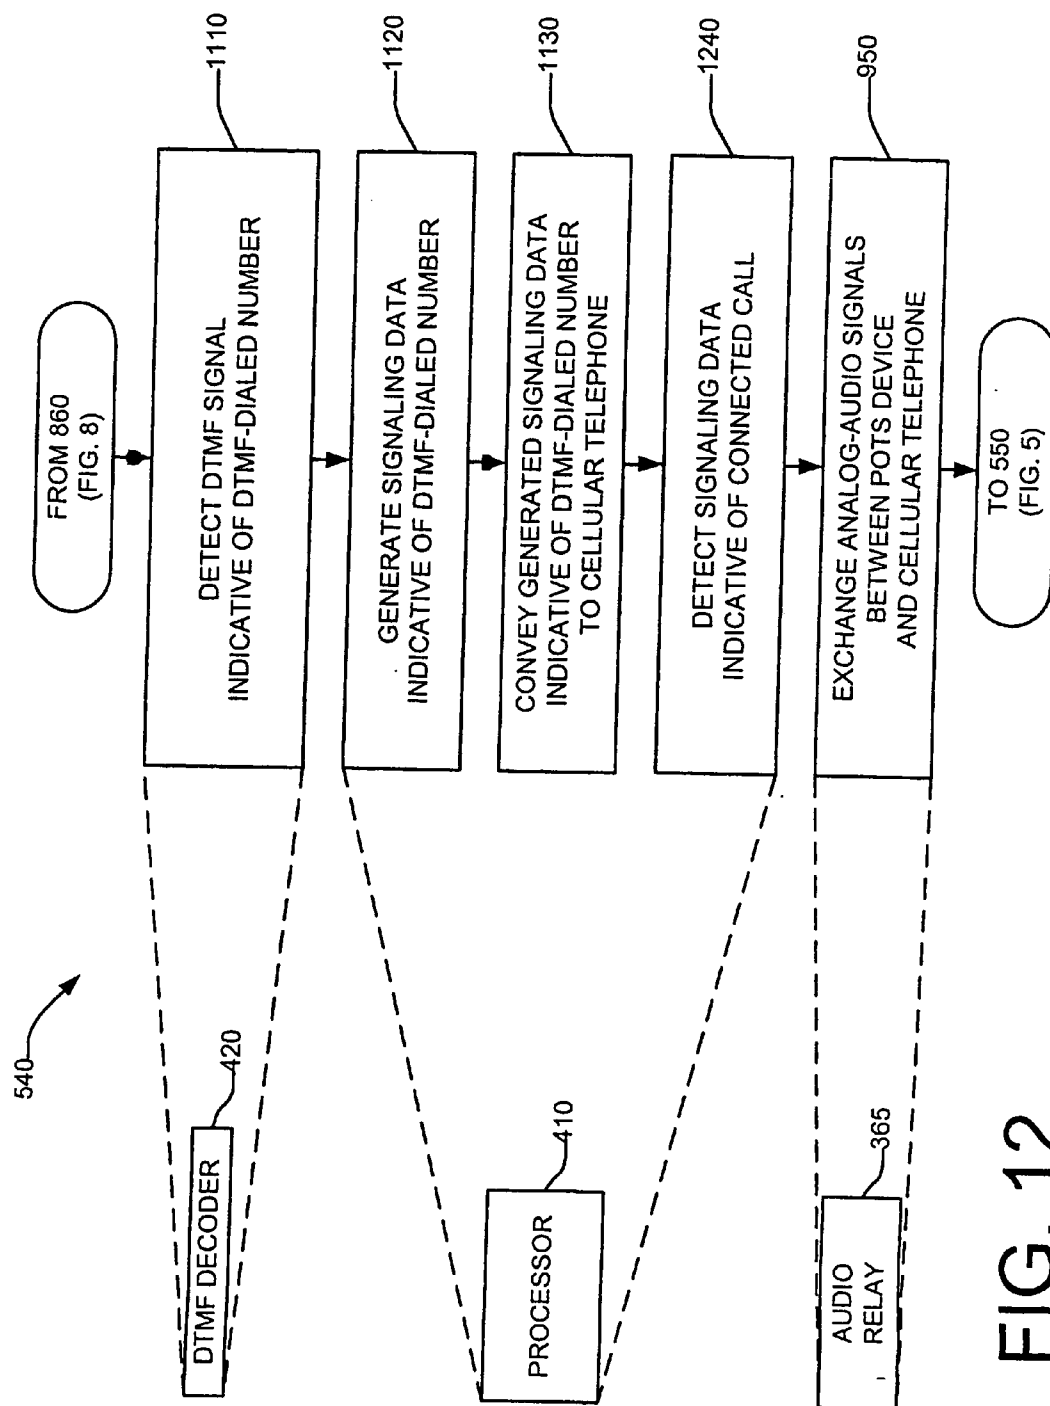 540
FROM 860
(FIG. 8)
DTMF DECODER
420
DETECT DTMF SIGNAL
INDICATIVE OF DTMF-DIALED NUMBER
1110
GENERATE SIGNALING DATA
INDICATIVE OF DTMF-DIALED NUMBER
1120
PROCESSOR
410
CONVEY GENERATED SIGNALING DATA
INDICATIVE OF DTMF-DIALED NUMBER
TO CELLULAR TELEPHONE
1130
DETECT SIGNALING DATA
INDICATIVE OF CONNECTED CALL
1240
AUDIO
RELAY
365
EXCHANGE ANALOG-AUDIO SIGNALS
BETWEEN POTS DEVICE
AND CELLULAR TELEPHONE
950
TO 550
(FIG. 5)
FIG. 12